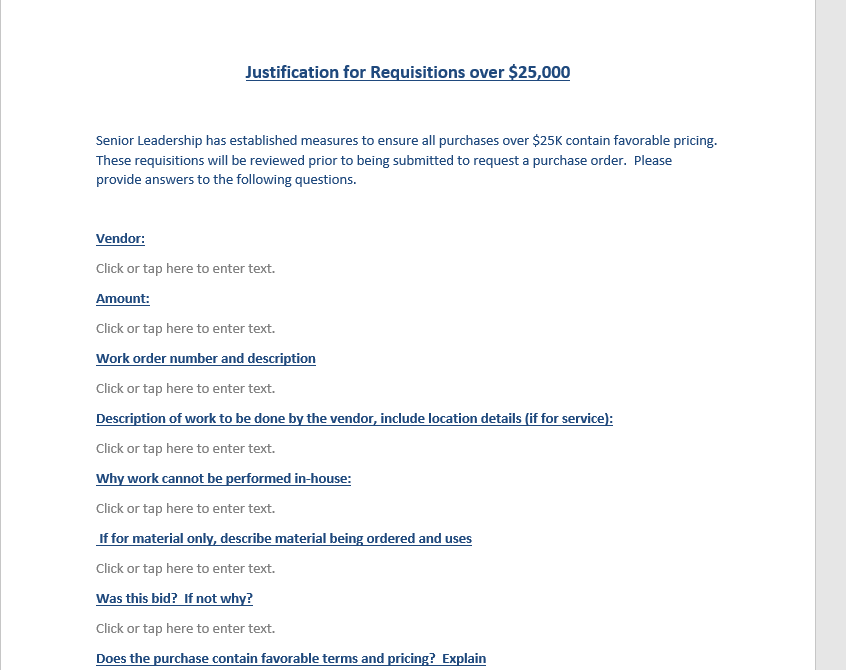 Justification for Requisitions over $25,000
Senior Leadership has established measures to ensure all purchases over $25K contain favorable pricing.
These requisitions will be reviewed prior to being submitted to request a purchase order.  Please
provide answers to the following questions.
Vendor:
Click or tap here to enter text.
Amount:
Click or tap here to enter text.
Work order number and description
Click or tap here to enter text.
Description of work to be done by the vendor, include location details (if for service):
Click or tap here to enter text.
Why work cannot be performed in-house:
Click or tap here to enter text.
If for material only, describe material being ordered and uses
Click or tap here to enter text.
Was this bid?  If not why?
Click or tap here to enter text.
Does the purchase contain favorable terms and pricing?  Explain